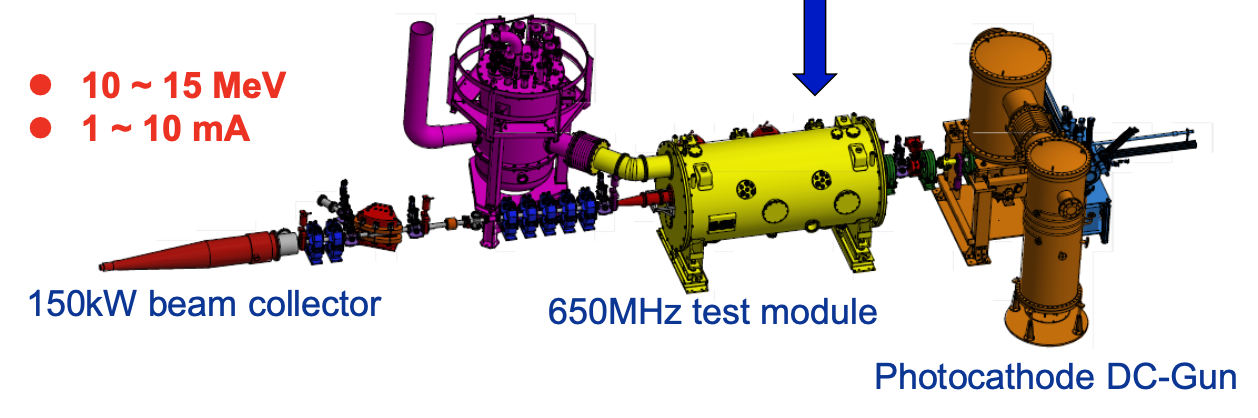 10 ~ 15 MeV
1 ~ 10 mA
150kW beam collector
650MHz test module
Photocathode DC-Gun